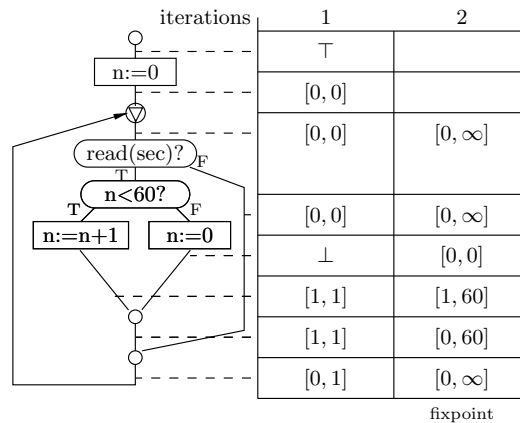 iterations 1 2
⊤
n:=0
[0, 0]
[0, 0] [0, ∞]
read(sec)? F
T
n<60?
[0, 0] [0, ∞]
T F
n:=n+1 n:=0
⊥ [0, 0]
[1, 1] [1, 60]
[1, 1] [0, 60]
[0, 1] [0, ∞]
fixpoint